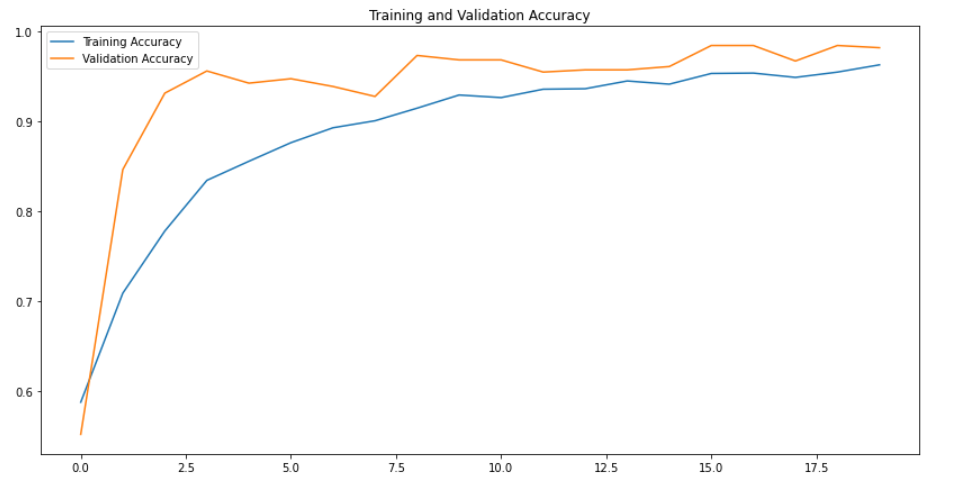 Training and Validation Accuracy
1.0
Training Accuracy
Validation Accuracy
0.9
0.8
0.7
0.6
0.0 2.5 5.0 7.5 10.0 12.5 15.0 17.5